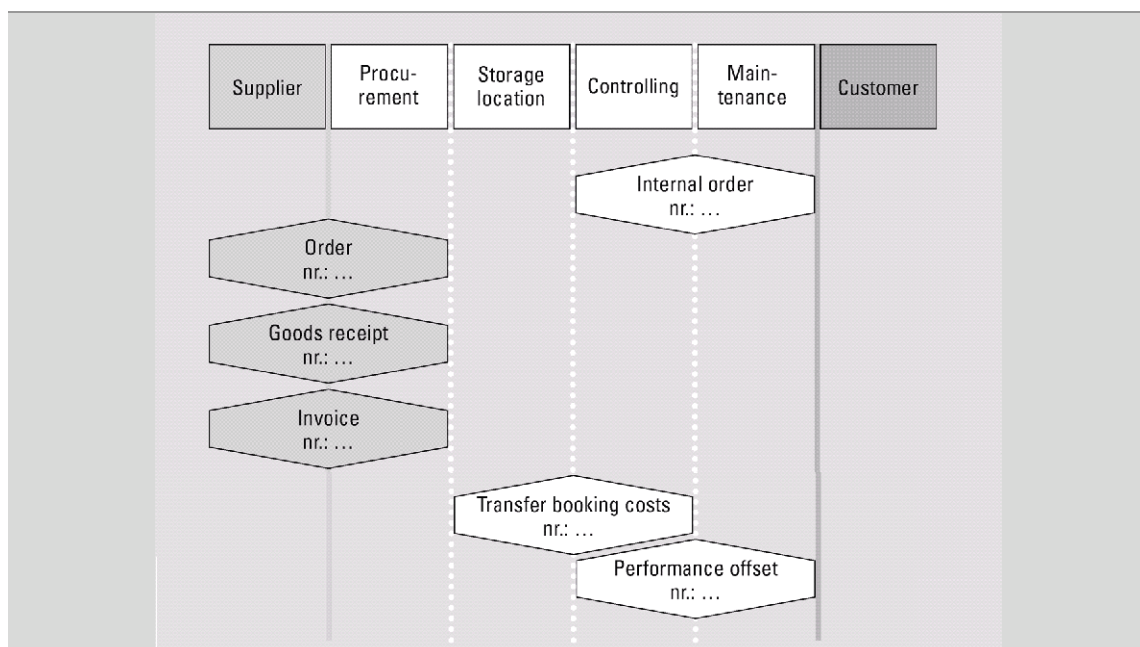 Supplier
Procu-
rement
Storage
location
Controlling
Main-
tenance
Customer
Internal order
nr.: …
Order
nr.: …
Goods receipt
nr.: …
Invoice
nr.: …
Transfer booking costs
nr.: …
Performance offset
nr.: …